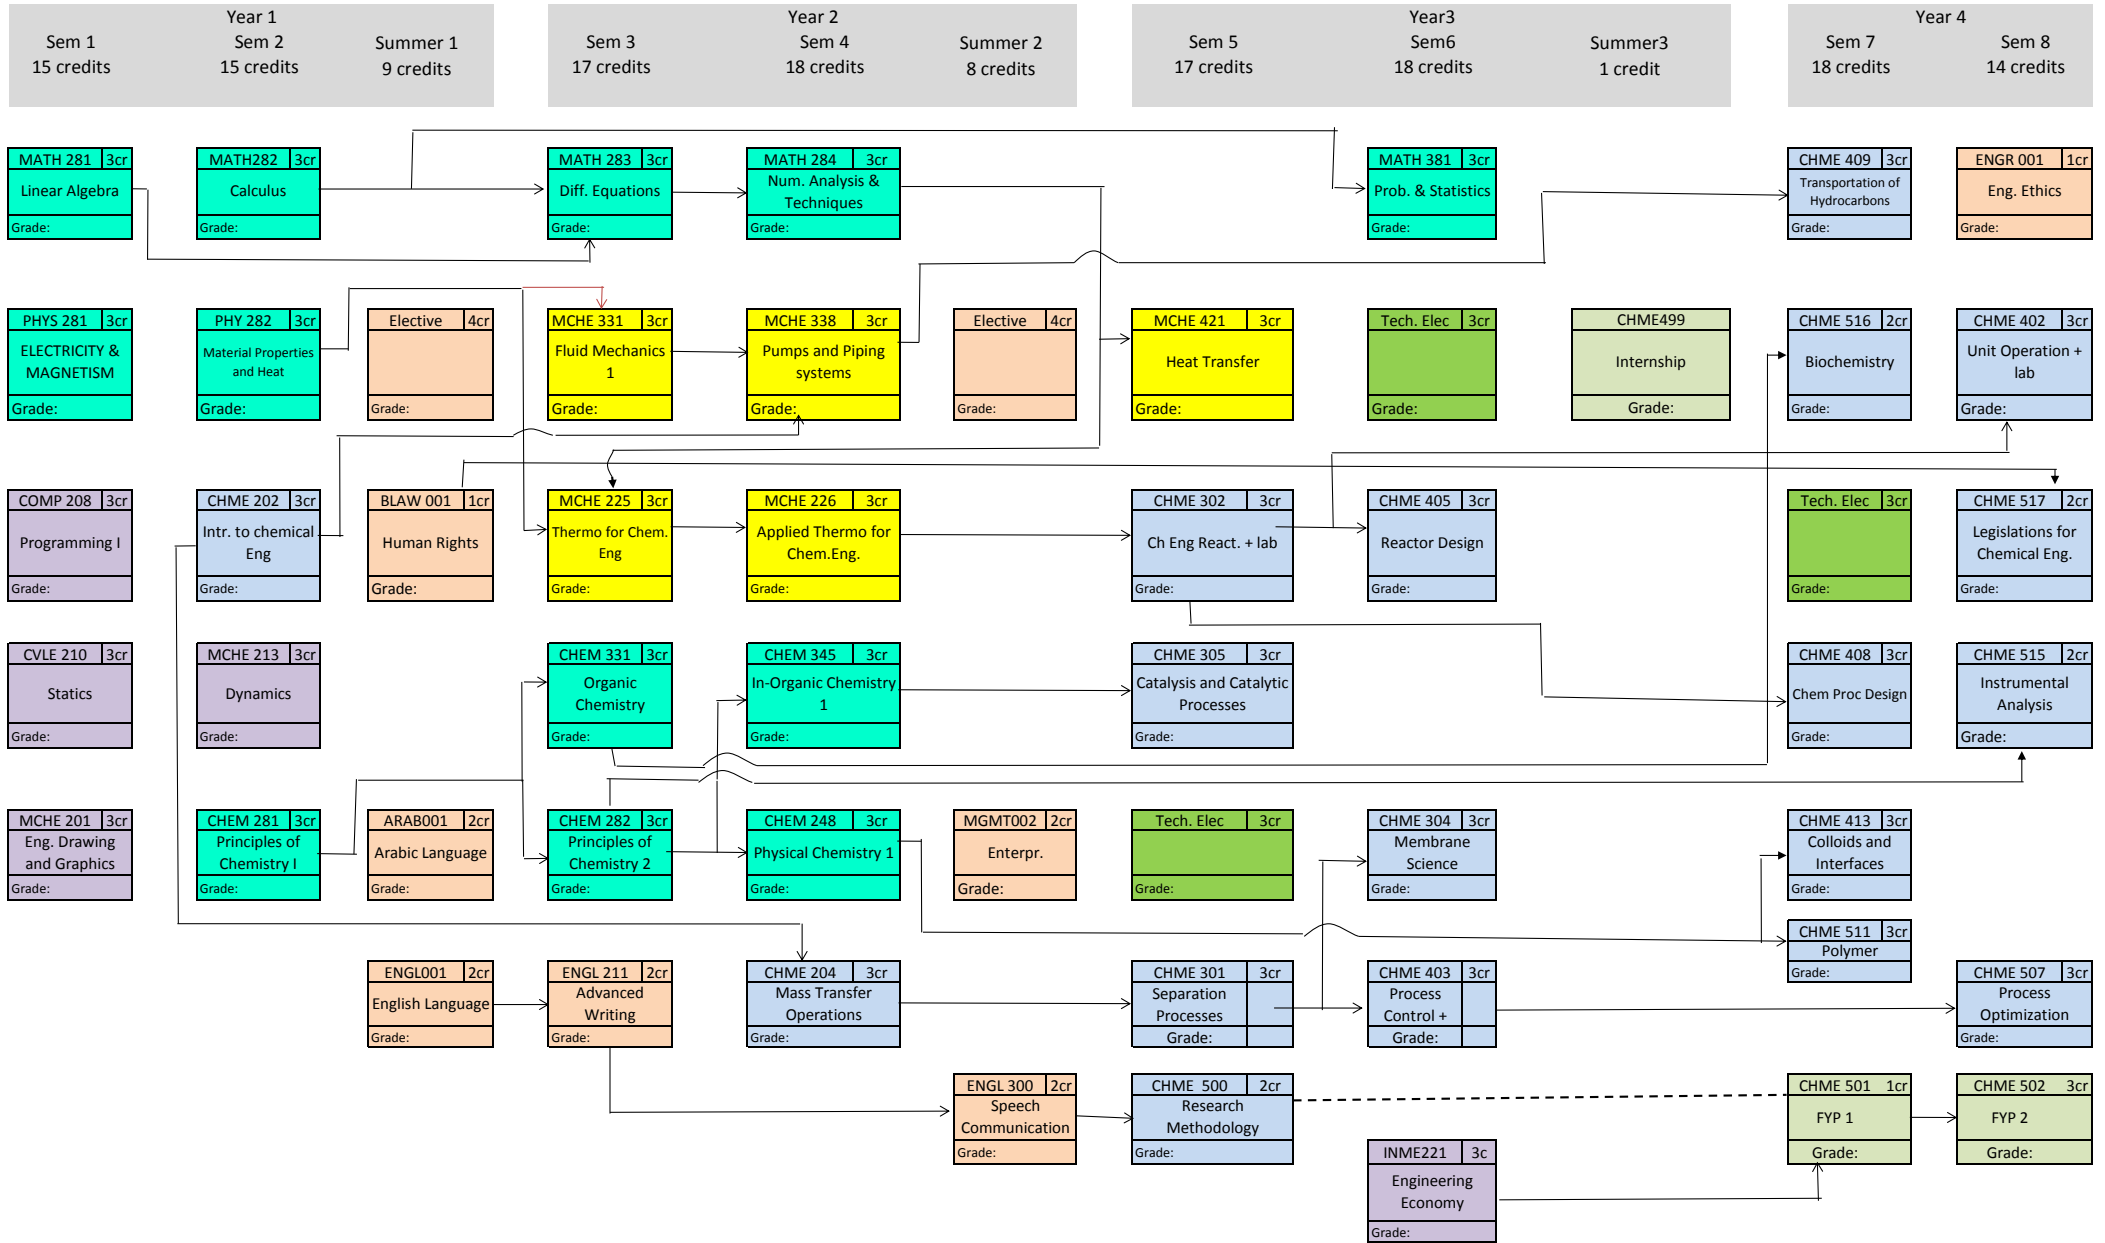 Year 1
Sem 1
15 credits
Sem 2
15 credits
Summer 1
9 credits
Year 2
Sem 3
17 credits
Sem 4
18 credits
Summer 2
8 credits
Year3
Sem 5
17 credits
Sem6
18 credits
Summer3
1 credit
Year 4
Sem 7
18 credits
Sem 8
14 credits
MATH 281 3cr
Linear Algebra
Grade:
MATH282 3cr
Calculus
Grade:
MATH 283 3cr
Diff. Equations
Grade:
MATH 284 3cr
Num. Analysis &
Techniques
Grade:
MATH 381 3cr
Prob. & Statistics
Grade:
CHME 409 3cr
Transportation of
Hydrocarbons
Grade:
ENGR 001 1cr
Eng. Ethics
Grade:
PHYS 281 3cr
ELECTRICITY &
MAGNETISM
Grade:
PHY 282 3cr
Material Properties
and Heat
Grade:
Elective 4cr
Grade:
MCHE 331 3cr
Fluid Mechanics
1
Grade:
MCHE 338 3cr
Pumps and Piping
systems
Grade:
Elective 4cr
Grade:
MCHE 421 3cr
Heat Transfer
Grade:
Tech. Elec 3cr
Grade:
CHME499
Internship
Grade:
CHME 516 2cr
Biochemistry
Grade:
CHME 402 3cr
Unit Operation +
lab
Grade:
COMP 208 3cr
Programming I
Grade:
CHME 202 3cr
Intr. to chemical
Eng
Grade:
BLAW 001 1cr
Human Rights
Grade:
MCHE 225 3cr
Thermo for Chem.
Eng
Grade:
MCHE 226 3cr
Applied Thermo for
Chem.Eng.
Grade:
CHME 302 3cr
Ch Eng React. + lab
Grade:
CHME 405 3cr
Reactor Design
Grade:
Tech. Elec 3cr
Grade:
CHME 517 2cr
Legislations for
Chemical Eng.
Grade:
CVLE 210 3cr
Statics
Grade:
MCHE 213 3cr
Dynamics
Grade:
CHEM 331 3cr
Organic
Chemistry
Grade:
CHEM 345 3cr
In-Organic Chemistry
1
Grade:
CHME 305 3cr
Catalysis and Catalytic
Processes
Grade:
CHME 408 3cr
Chem Proc Design
Grade:
CHME 515 2cr
Instrumental
Analysis
Grade:
MCHE 201 3cr
Eng. Drawing
and Graphics
Grade:
CHEM 281 3cr
Principles of
Chemistry I
Grade:
ARAB001 2cr
Arabic Language
Grade:
CHEM 282 3cr
Principles of
Chemistry 2
Grade:
CHEM 248 3cr
Physical Chemistry 1
Grade:
MGMT002 2cr
Enterpr.
Grade:
Tech. Elec 3cr
Grade:
CHME 304 3cr
Membrane
Science
Grade:
CHME 413 3cr
Colloids and
Interfaces
Grade:
CHME 511 3cr
Polymer
Grade:
ENGL001 2cr
English Language
Grade:
ENGL 211 2cr
Advanced
Writing
Grade:
CHME 204 3cr
Mass Transfer
Operations
Grade:
CHME 301 3cr
Separation
Processes
Grade:
CHME 403 3cr
Process
Control +
Grade:
CHME 507 3cr
Process
Optimization
Grade:
ENGL 300 2cr
Speech
Communication
Grade:
CHME 500 2cr
Research
Methodology
Grade:
CHME 501 1cr
FYP 1
Grade:
CHME 502 3cr
FYP 2
Grade:
INME221 3c
Engineering
Economy
Grade: